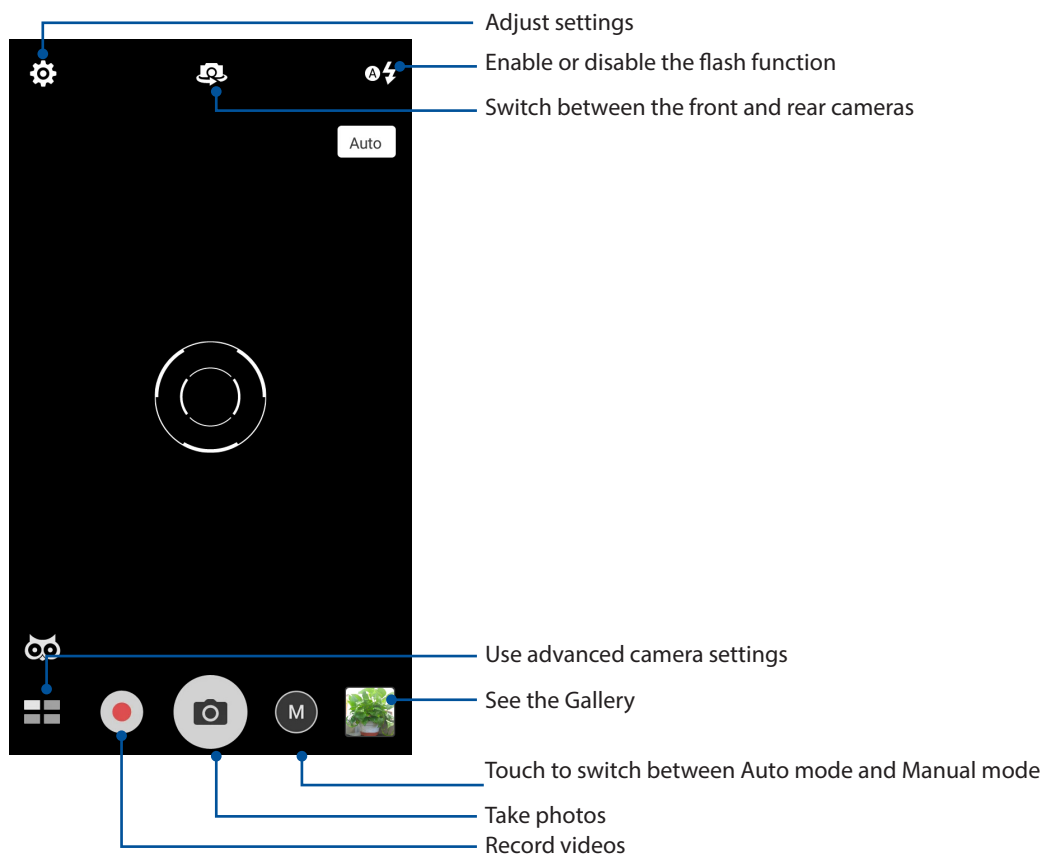 Adjust settings
Enable or disable the flash function
A
Switch between the front and rear cameras
Auto
Use advanced camera settings
See the Gallery
M
Touch to switch between Auto mode and Manual mode
Take photos
Record videos